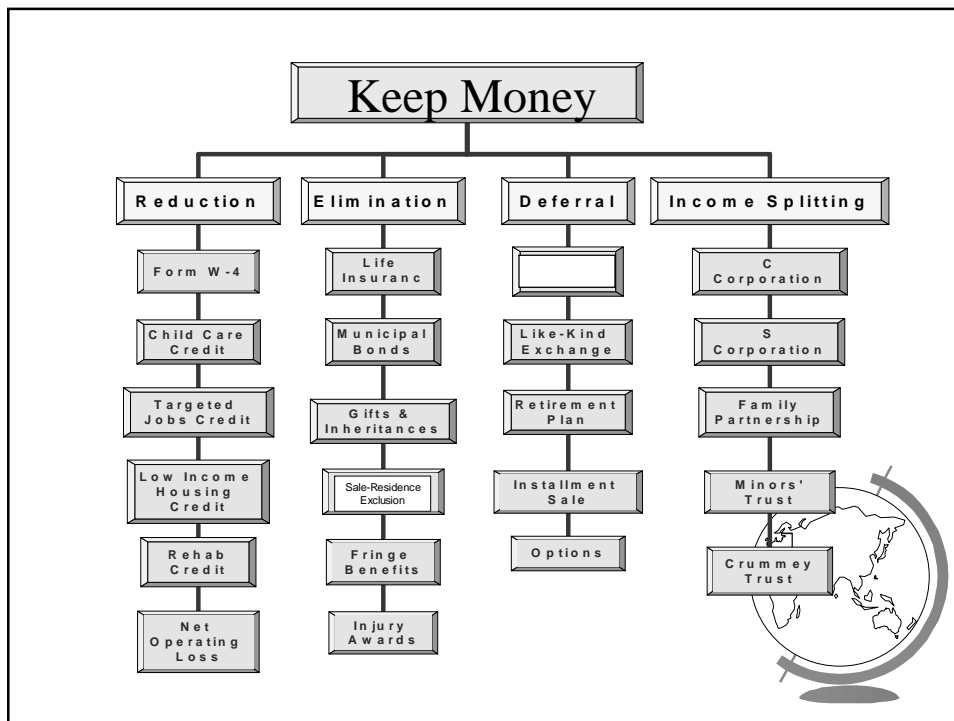 Keep Money
Reduction
Form W-4
Child Care
Credit
Targeted
Jobs Credit
Low Income
Housing
Credit
Rehab
Credit
Net
Operating
Loss
Elimination
Life
Insuranc
Municipal
Bonds
Gifts &
Inheritances
Sale-Residence
Exclusion
Fringe
Benefits
Injury
Awards
Deferral
Like-Kind
Exchange
Retirement
Plan
Installment
Sale
Options
Income Splitting
C
Corporation
S
Corporation
Family
Partnership
Minors'
Trust
Crummey
Trust